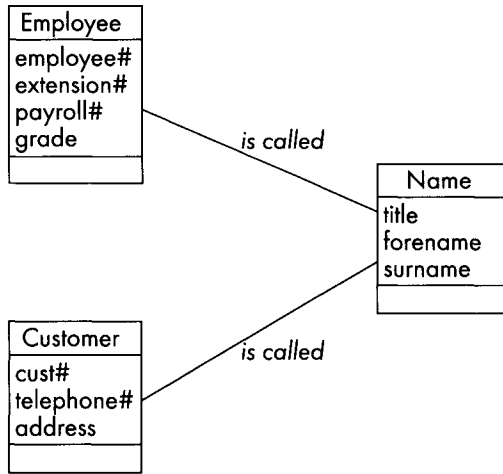 Employee
employee#
extension#
payroll#
grade
is called
Name
title
forename
surname
Customer
cust#
telephone#
address
is called